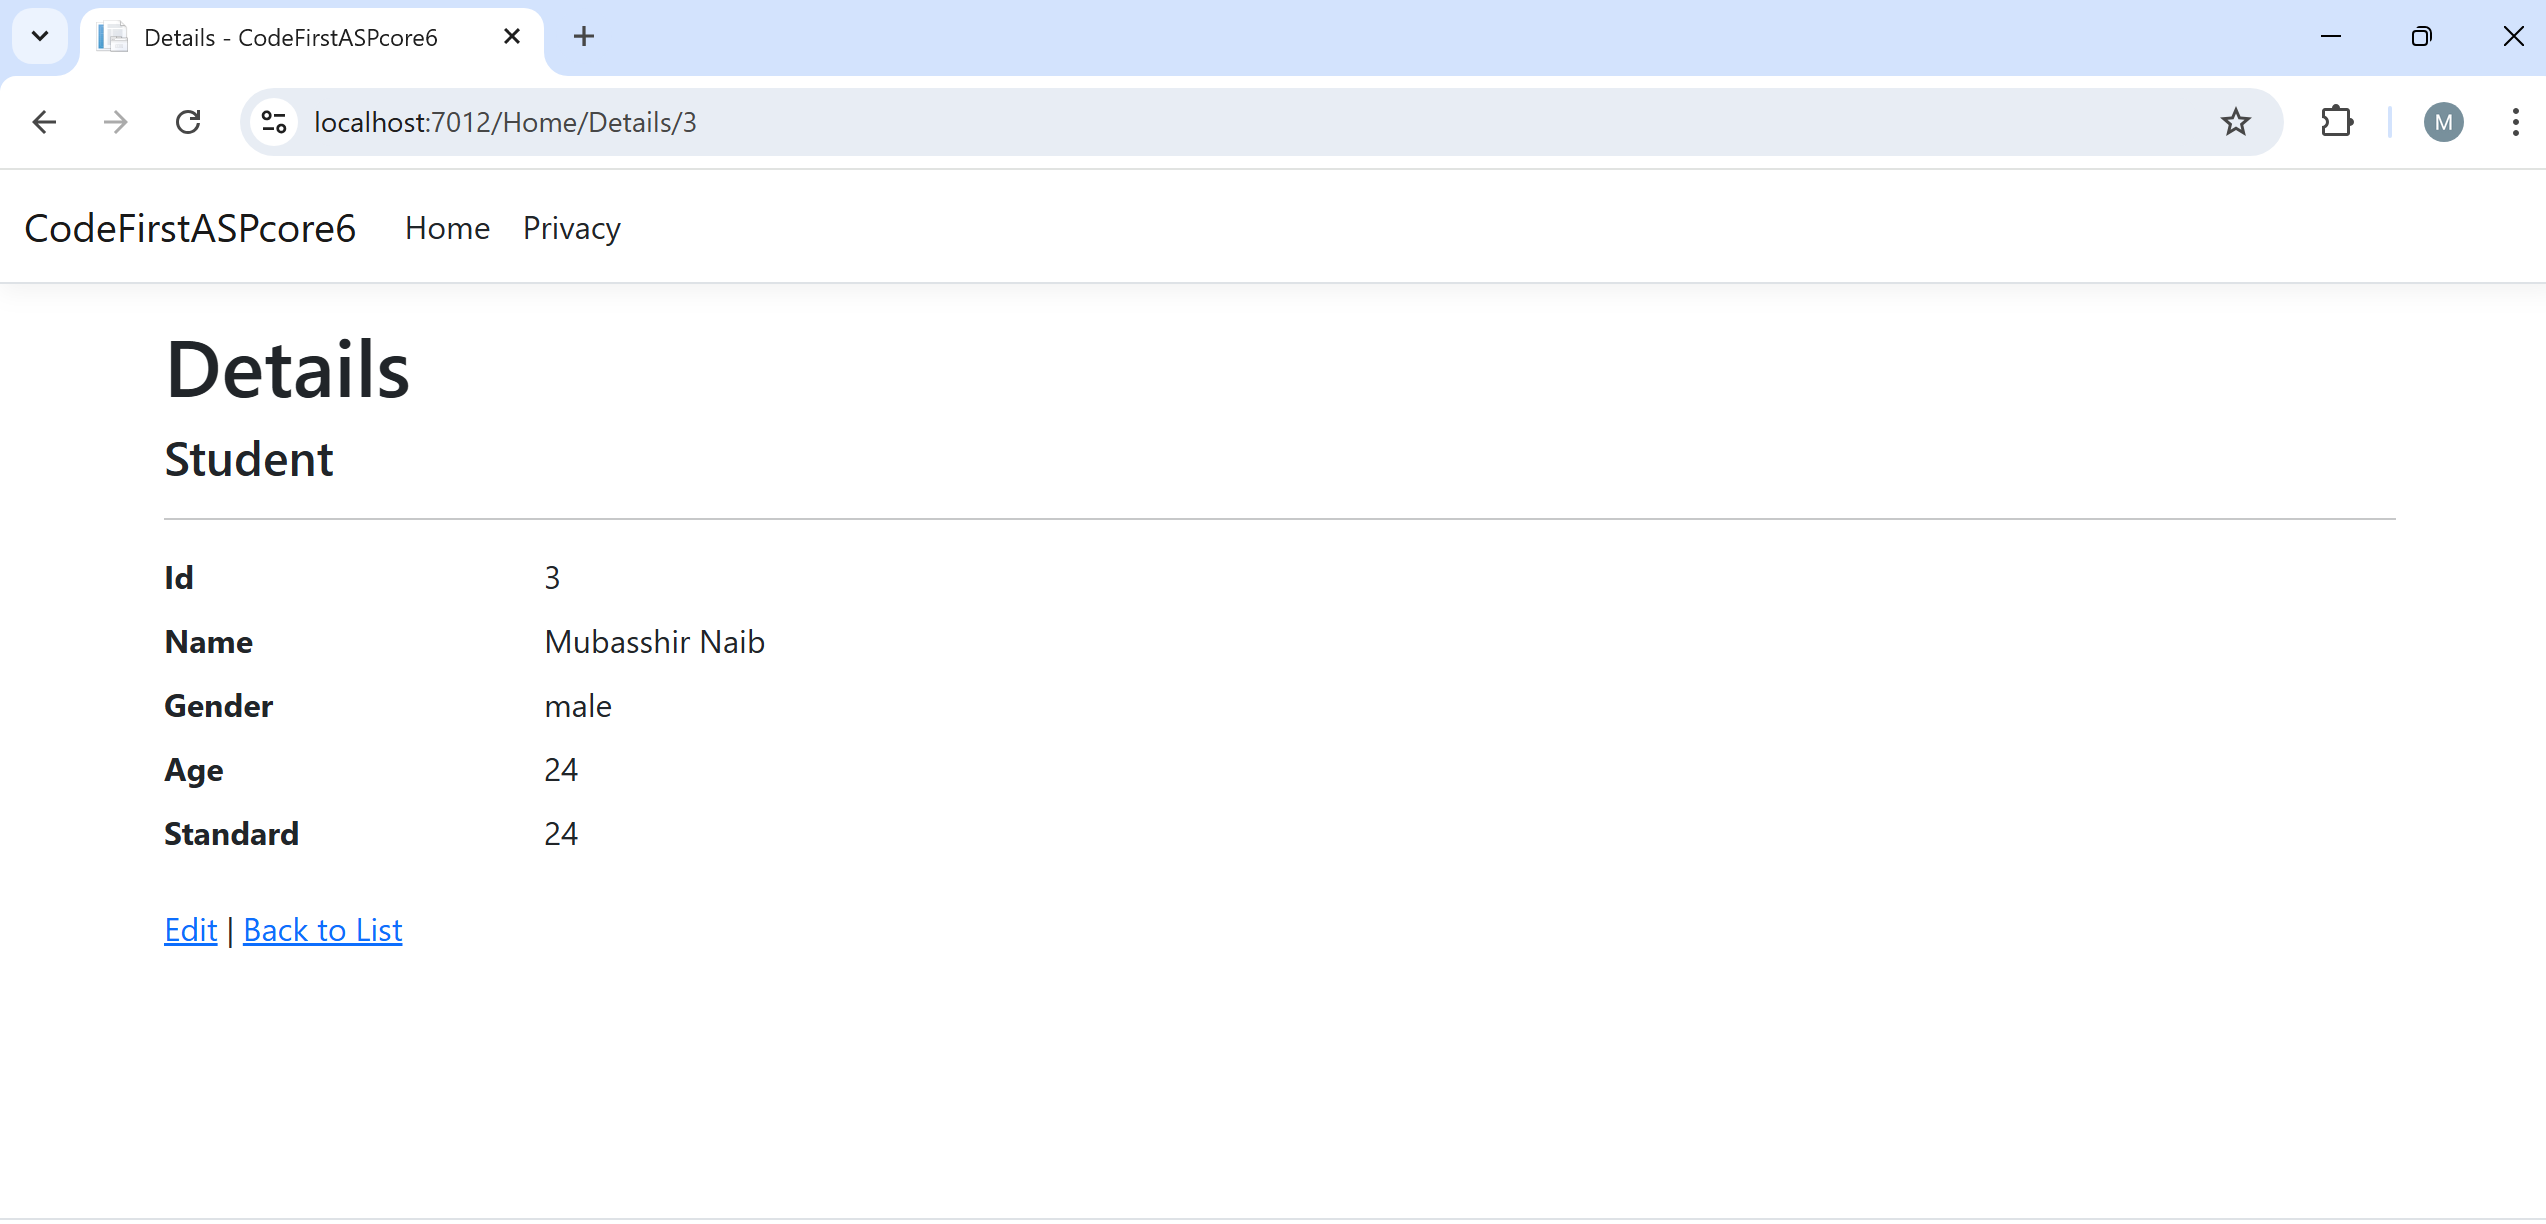 Details - CodeFirstASPcore6
localhost:7012/Home/Details/3
M
CodeFirstASPcore6 Home Privacy
Details
Student
Id 3
Name Mubasshir Naib
Gender male
Age 24
Standard 24
Edit | Back to List